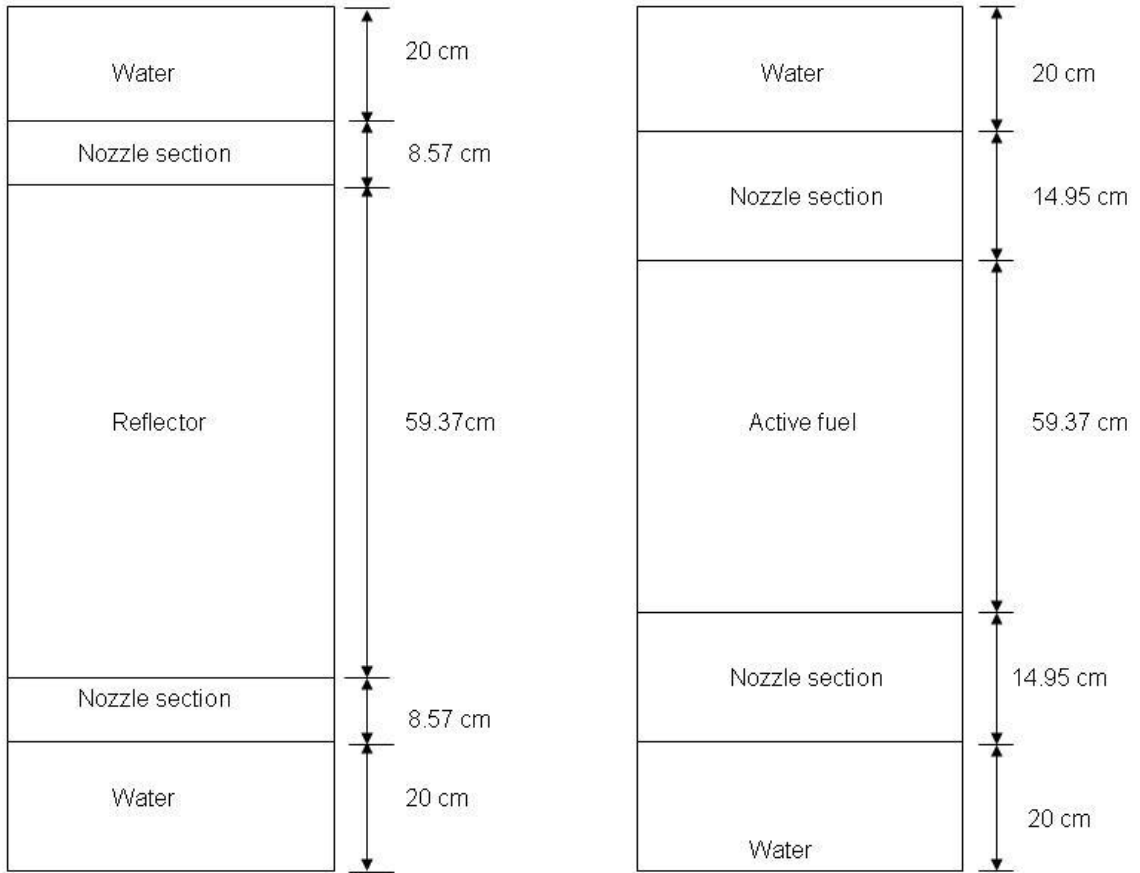 Water
20 cm
Nozzle section
8.57 cm
Reflector
59.37cm
Nozzle section
8.57 cm
Water
20 cm
Water
20 cm
Nozzle section
14.95 cm
Active fuel
59.37 cm
Nozzle section
14.95 cm
Water
20 cm